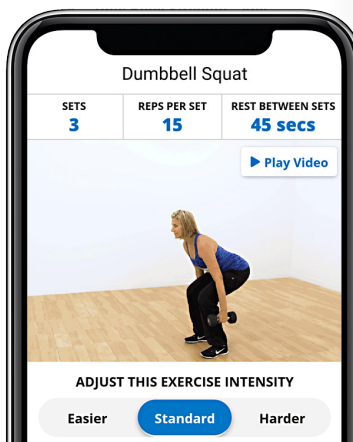 Dumbbell Squat
SETS
3
REPS PER SET
15
REST BETWEEN SETS
45 secs
Play Video
ADJUST THIS EXERCISE INTENSITY
Easier
Standard
Harder